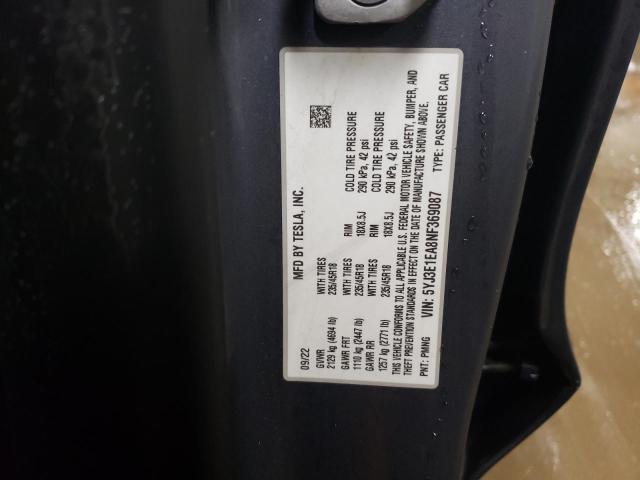 MFD BY TESLA, INC.
09/22
GVWR
2129 kg (4694 lb)
WITH TIRES
235/45R18
RIM
18X8.5J
COLD TIRE PRESSURE
290 kPa, 42 psi
GAWR FRT
1110 kg (2447 lb)
WITH TIRES
235/45R18
RIM
18X8.5J
COLD TIRE PRESSURE
290 kPa, 42 psi
GAWR RR
1257 kg (2771 lb)
THIS VEHICLE CONFORMS TO ALL APPLICABLE U.S. FEDERAL MOTOR VEHICLE SAFETY, BUMPER, AND
THEFT PREVENTION STANDARDS IN EFFECT ON THE DATE OF MANUFACTURE SHOWN ABOVE.
PNT: PMNG
VIN: 5YJ3E1EA8NF369087
TYPE: PASSENGER CAR